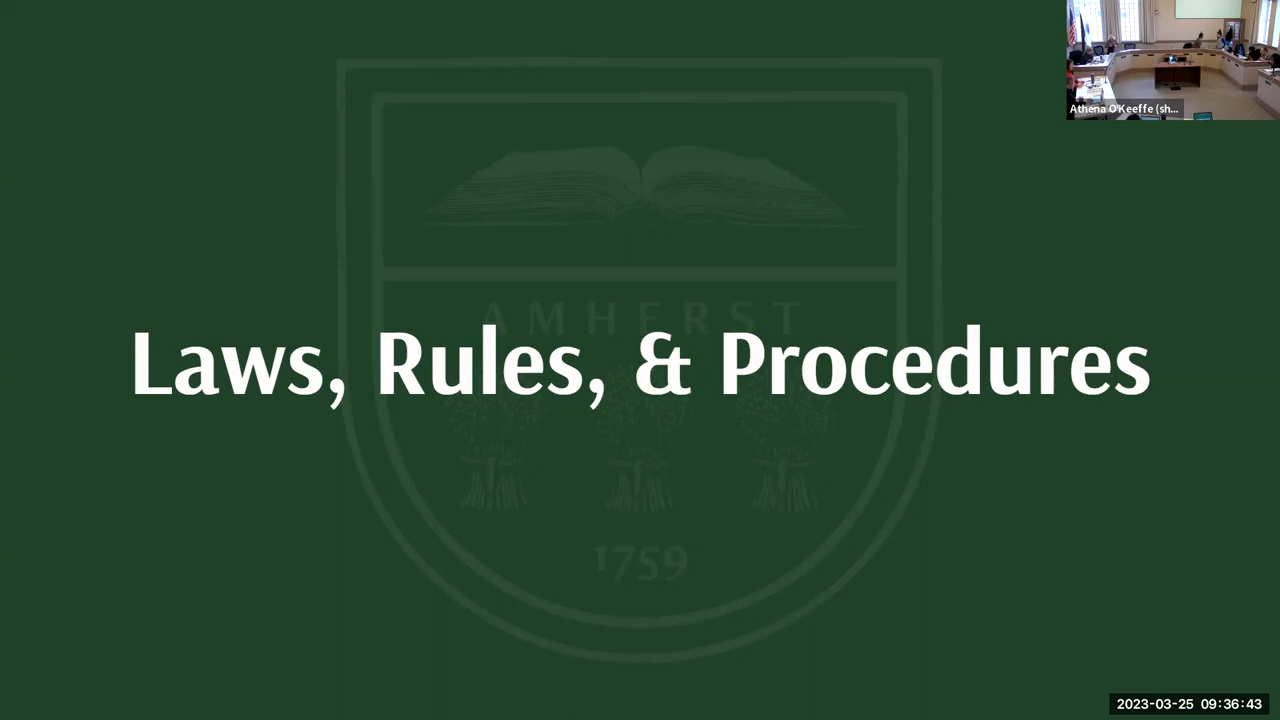 Athena O'Keeffe (sh...
AMHERST
Laws, Rules, & Procedures
1759
2023-03-25 09:36:43